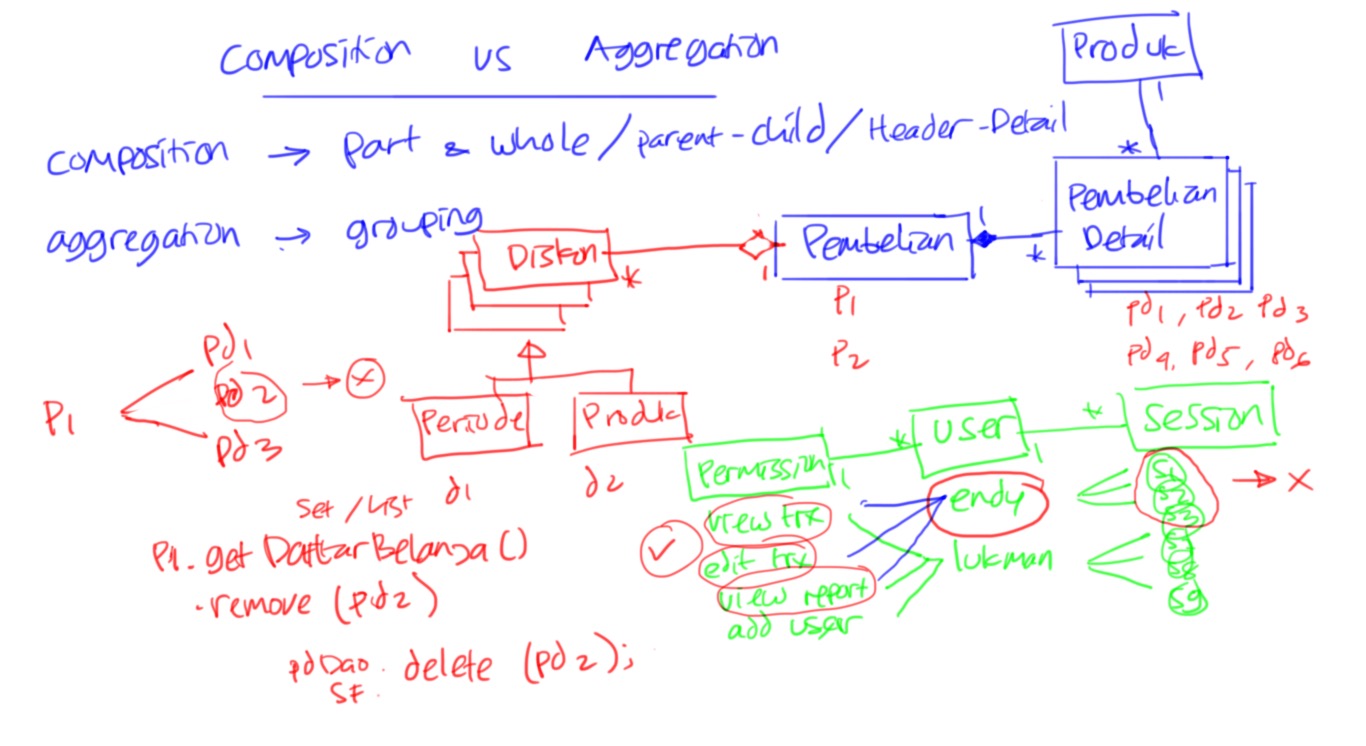 Composition vs Aggregation
Produk
1
*
composition → part & whole / parent-child / Header-Detail
aggregation → grouping
Diskon
*
*
1
Pembelian
1
*
Pembelian
Detail
P1
P2
pd1, pd2 pd3
pd4, pd5, pd6
P1
pd1
pd2 → x
pd3
Periode
Produk
d1
d2
Permission
1
*
User
1
*
Session
view trx
edit trx
view report
add user
endy
lukman
S1
S2
S3
→ X
S9
Set / List
P1. get DaftarBelanja ()
. remove (pd2)
pdDao. delete (pd2);
SF.